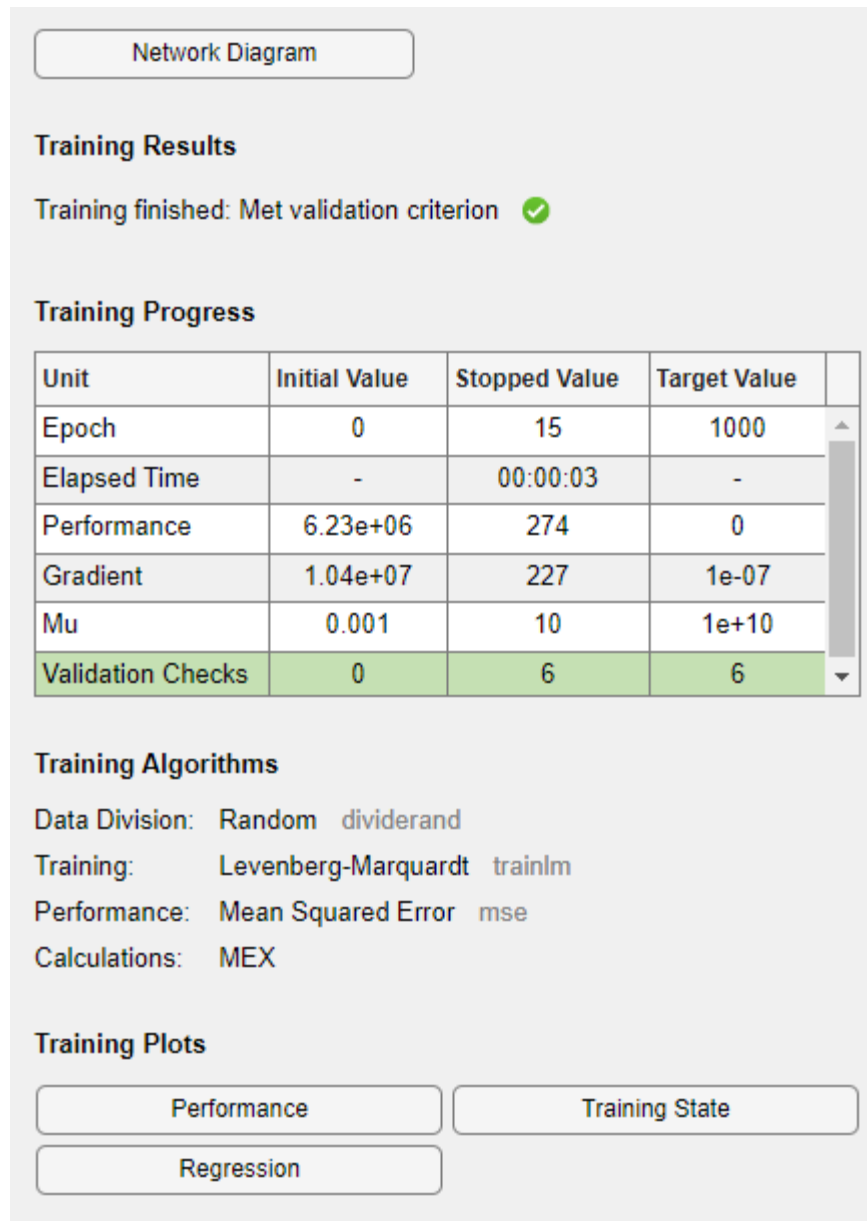 Network Diagram
Training Results
Training finished: Met validation criterion
Training Progress
Unit Initial Value Stopped Value Target Value
Epoch 0 15 1000
Elapsed Time - 00:00:03 -
Performance 6.23e+06 274 0
Gradient 1.04e+07 227 1e-07
Mu 0.001 10 1e+10
Validation Checks 0 6 6
Training Algorithms
Data Division: Random dividerand
Training: Levenberg-Marquardt trainlm
Performance: Mean Squared Error mse
Calculations: MEX
Training Plots
Performance Training State
Regression